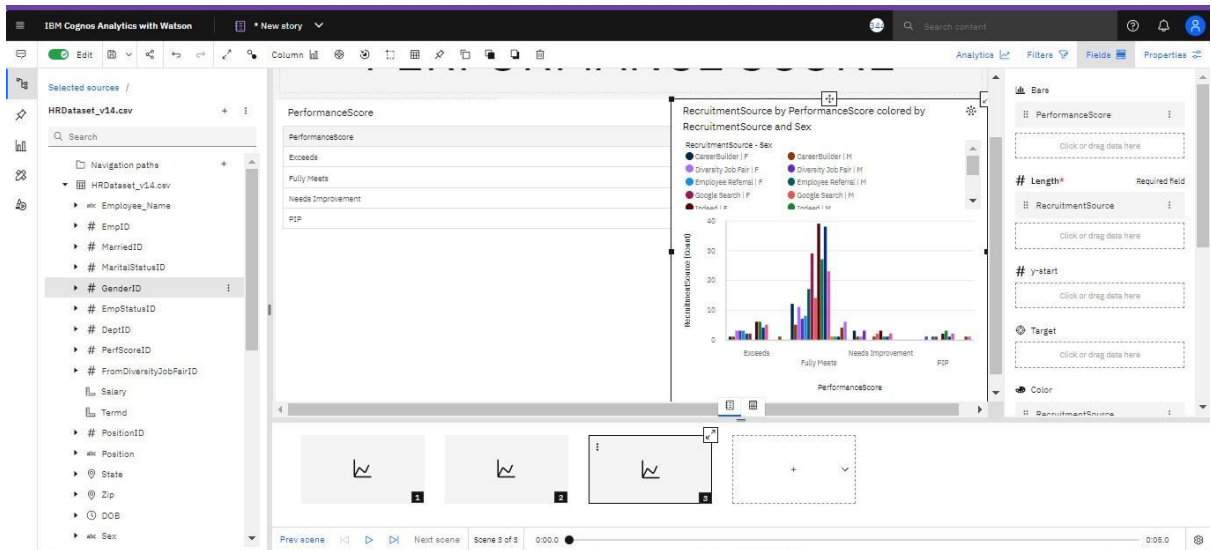 IBM Cognos Analytics with Watson
* New story
Search content
Edit
Column
Analytics
Filters
Fields
Properties
Selected sources /
HRDataset_v14.csv
Search
Navigation paths
HRDataset_v14.csv
abc Employee_Name
# EmpID
# MarriedID
# MaritalStatusID
# GenderID
# EmpStatusID
# DeptID
# PerfScoreID
# FromDiversityJobFairID
Salary
Termd
# PositionID
abc Position
State
Zip
DOB
abc Sex
PERFORMANCE SCORE
PerformanceScore
PerformanceScore
Exceeds
Fully Meets
Needs Improvement
PIP
RecruitmentSource by PerformanceScore colored by
RecruitmentSource and Sex
RecruitmentSource - Sex
CareerBuilder | F
CareerBuilder | M
Diversity Job Fair | F
Diversity Job Fair | M
Employee Referral | F
Employee Referral | M
Google Search | F
Google Search | M
Indeed | F
Indeed | M
RecruitmentSource (Count)
40
30
20
10
0
Exceeds
Fully Meets
Needs Improvement
PIP
PerformanceScore
Bars
PerformanceScore
Click or drag data here
# Length*
Required field
RecruitmentSource
Click or drag data here
# y-start
Click or drag data here
Target
Click or drag data here
Color
RecruitmentSource
1
2
3
+
Prev scene
Next scene
Scene 3 of 3
0:00.0
0:05.0